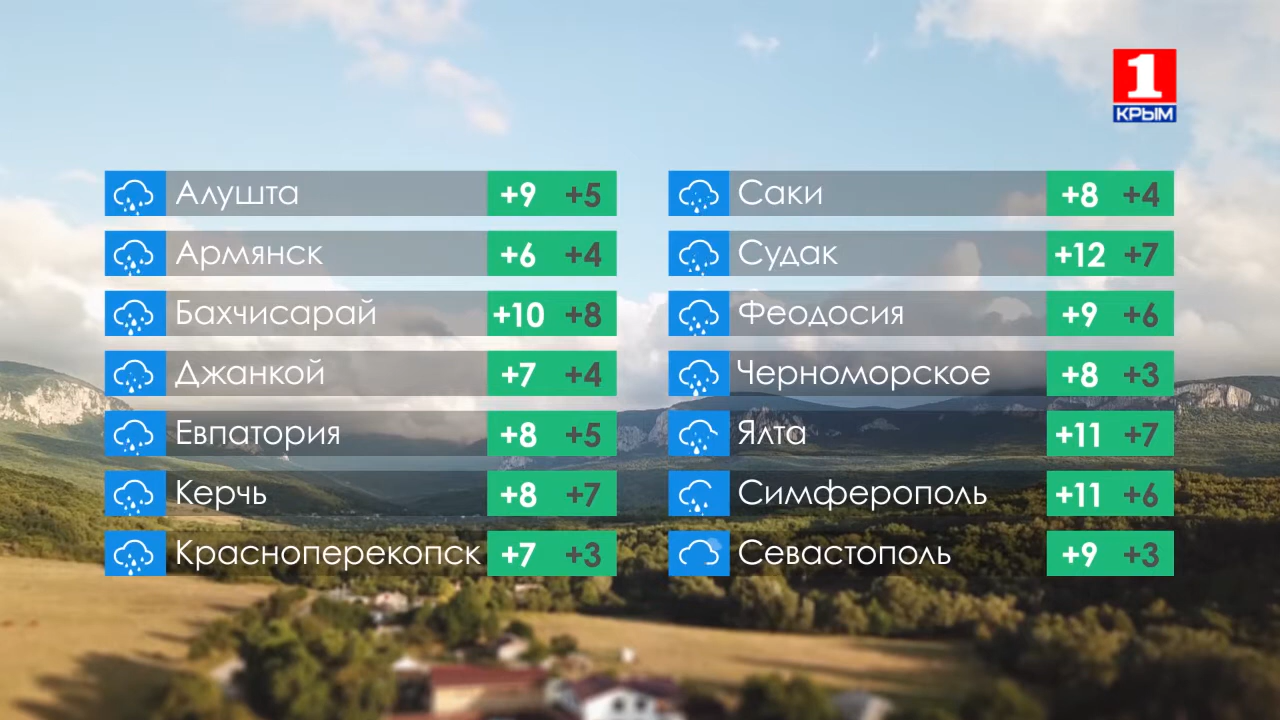 1
КРЫМ
Алушта +9 +5
Армянск +6 +4
Бахчисарай +10 +8
Джанкой +7 +4
Евпатория +8 +5
Керчь +8 +7
Красноперекопск +7 +3
Саки +8 +4
Судак +12 +7
Феодосия +9 +6
Черноморское +8 +3
Ялта +11 +7
Симферополь +11 +6
Севастополь +9 +3